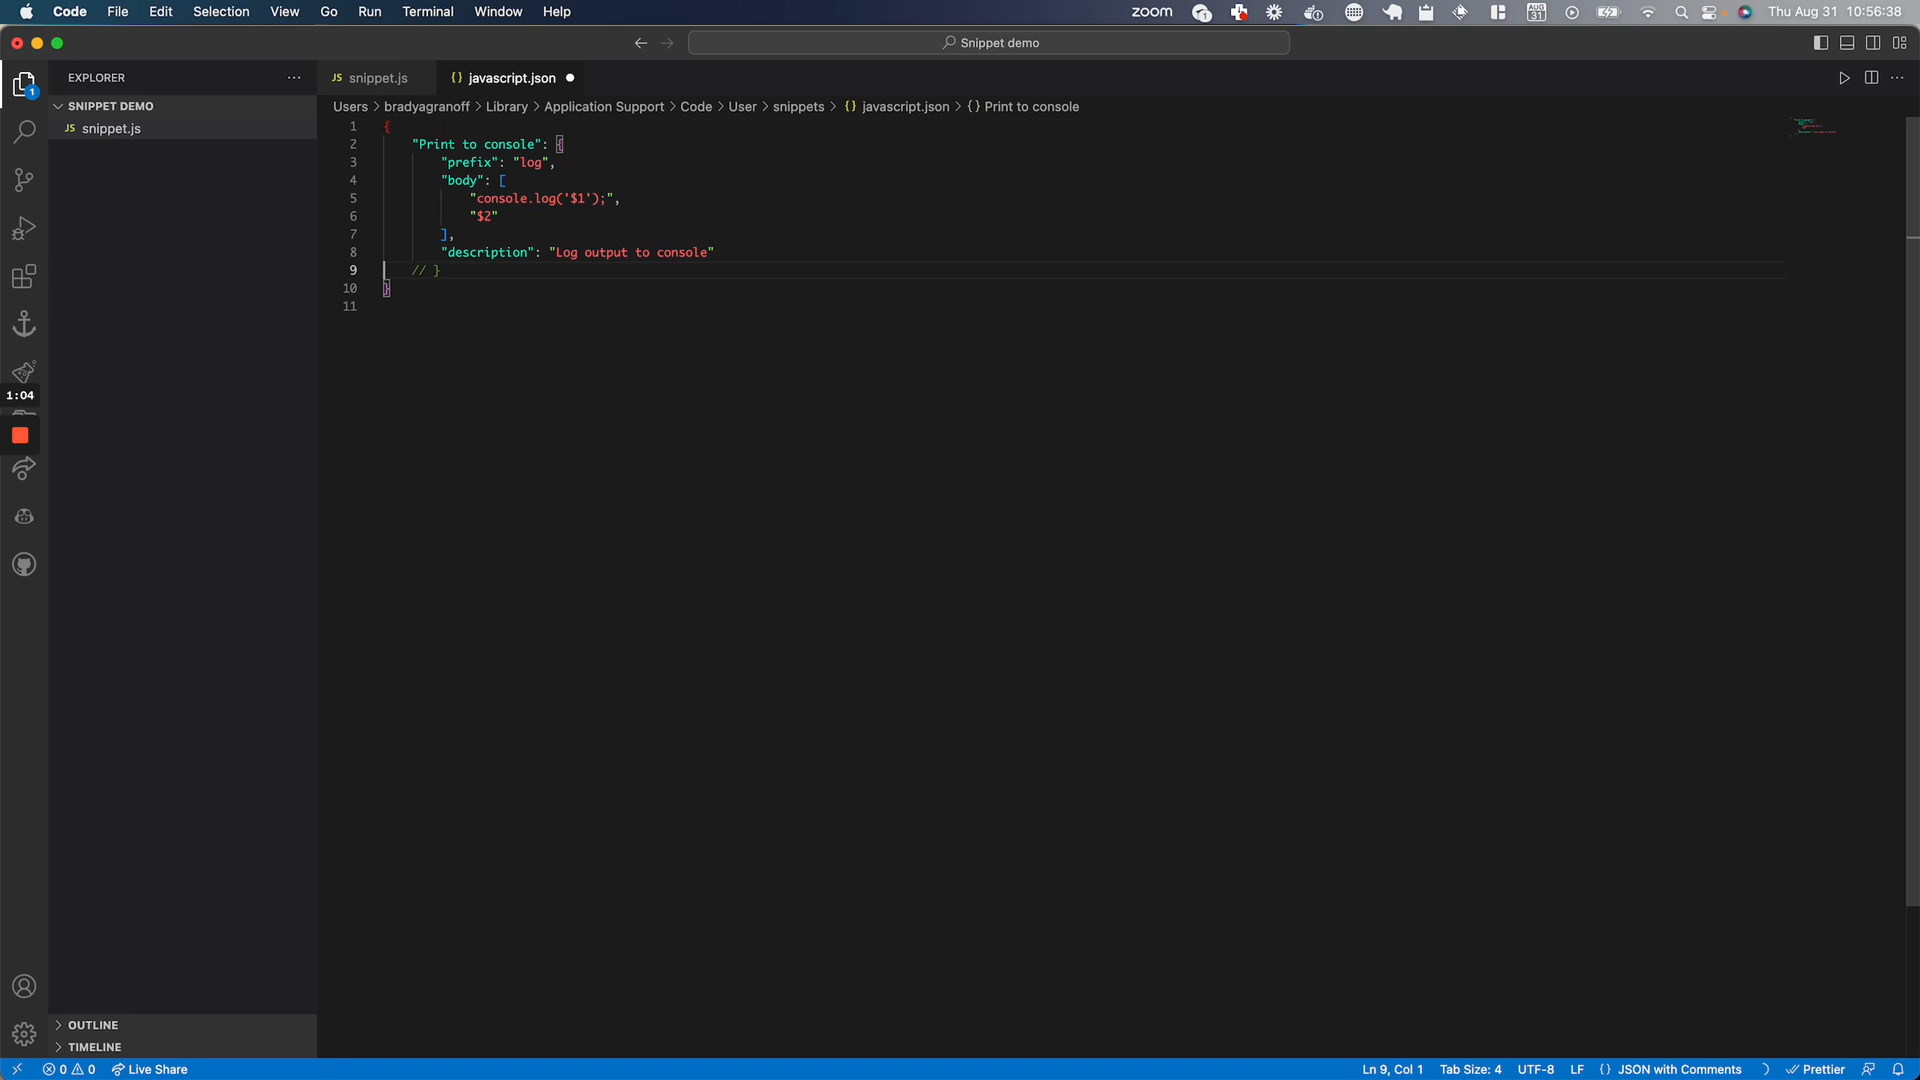 Code File Edit Selection View Go Run Terminal Window Help
zoom
1
AUG
31
Thu Aug 31 10:56:38
Snippet demo
EXPLORER
SNIPPET DEMO
JS snippet.js
1
1:04
OUTLINE
TIMELINE
JS snippet.js
{} javascript.json
Users > bradyagranoff > Library > Application Support > Code > User > snippets > {} javascript.json > {} Print to console
1 {
2 "Print to console": {
3 "prefix": "log",
4 "body": [
5 "console.log('$1');",
6 "$2"
7 ],
8 "description": "Log output to console"
9 // }
10 }
11
0 0 Live Share
Ln 9, Col 1 Tab Size: 4 UTF-8 LF {} JSON with Comments Prettier